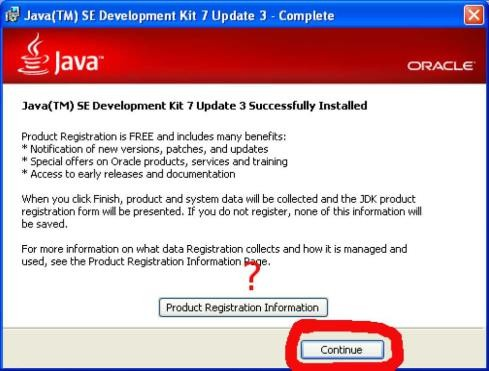 Java(TM) SE Development Kit 7 Update 3 - Complete
Java™
ORACLE
Java(TM) SE Development Kit 7 Update 3 Successfully Installed
Product Registration is FREE and includes many benefits:
* Notification of new versions, patches, and updates
* Special offers on Oracle products, services and training
* Access to early releases and documentation
When you click Finish, product and system data will be collected and the JDK product
registration form will be presented. If you do not register, none of this information will
be saved.
For more information on what data Registration collects and how it is managed and
used, see the Product Registration Information Page.
?
Product Registration Information
Continue